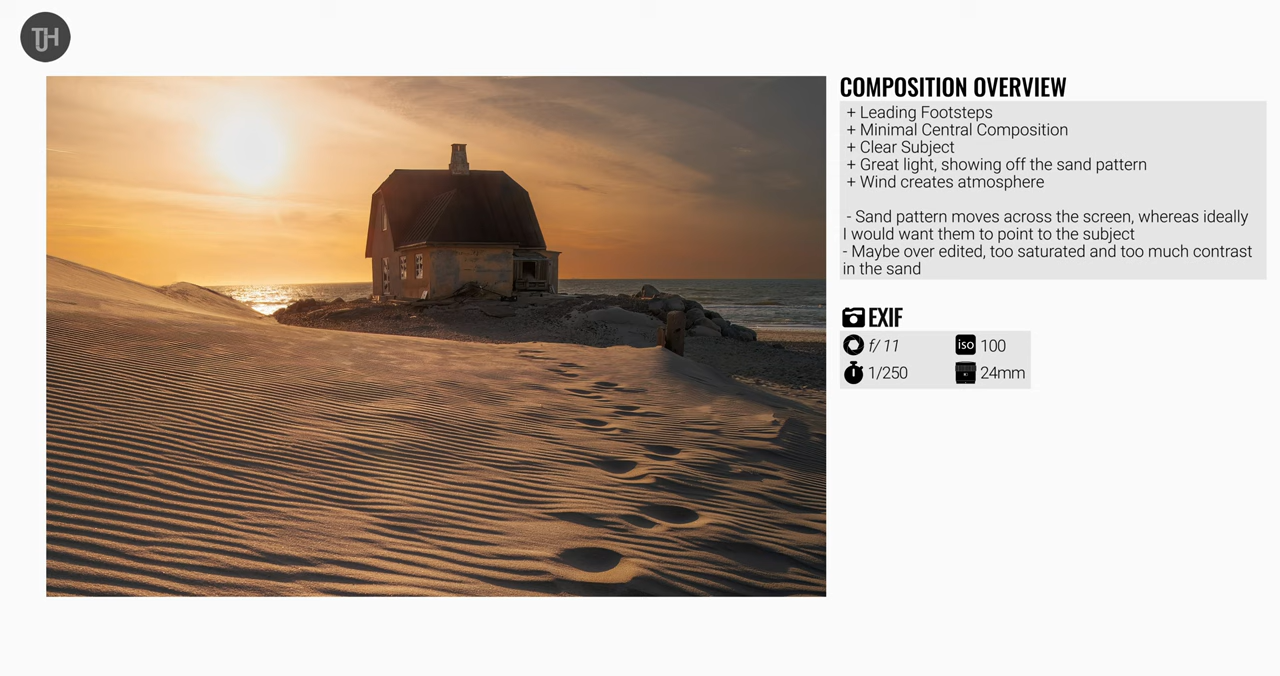 TJH
COMPOSITION OVERVIEW
+ Leading Footsteps
+ Minimal Central Composition
+ Clear Subject
+ Great light, showing off the sand pattern
+ Wind creates atmosphere
- Sand pattern moves across the screen, whereas ideally
I would want them to point to the subject
- Maybe over edited, too saturated and too much contrast
in the sand
EXIF
f/ 11
iso 100
1/250
24mm